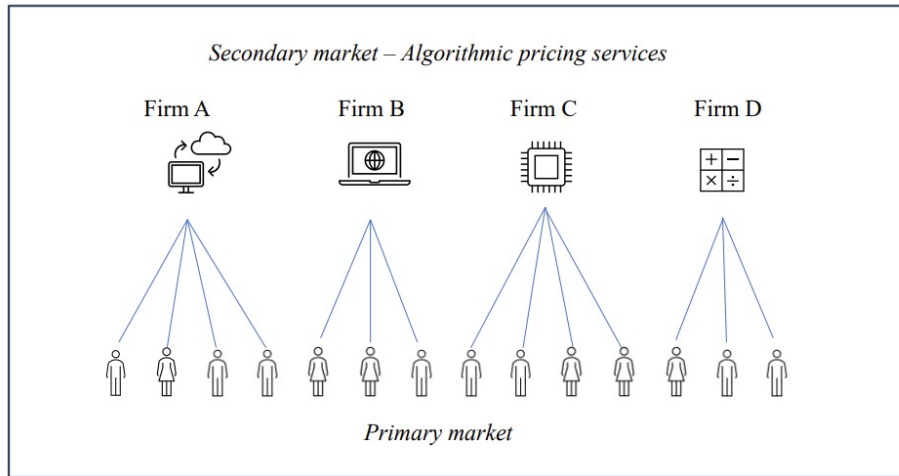 Secondary market – Algorithmic pricing services
Firm A Firm B Firm C Firm D
+ −
× ÷
Primary market